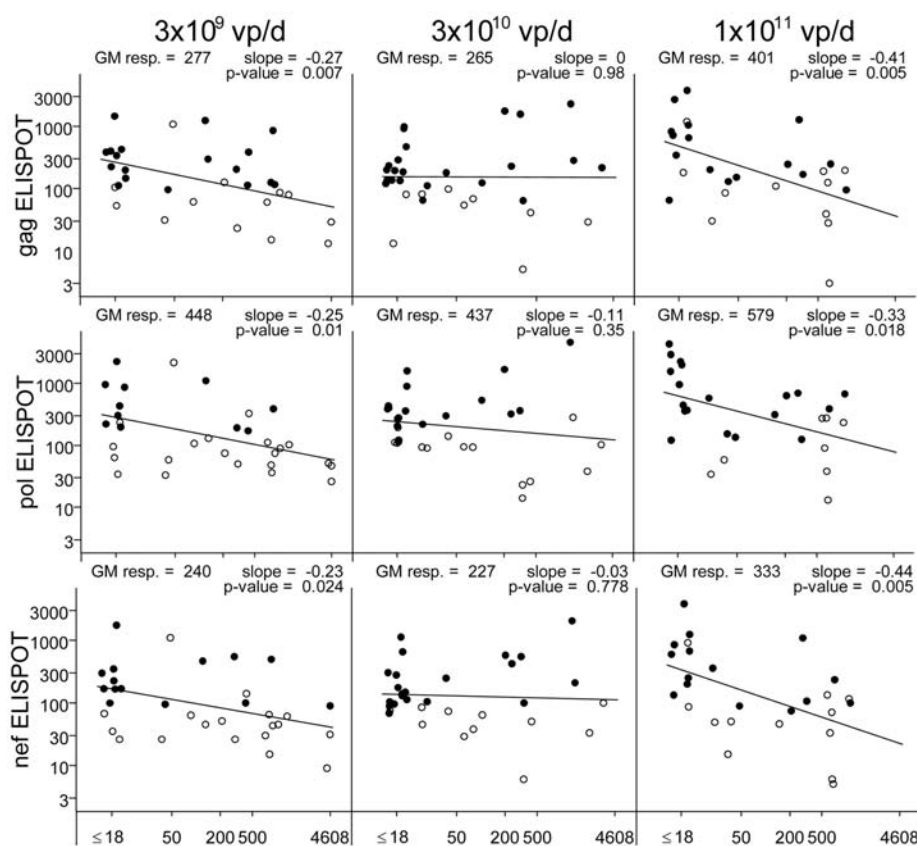 3x10⁹ vp/d 3x10¹⁰ vp/d 1x10¹¹ vp/d
GM resp. = 277 slope = -0.27 GM resp. = 265 slope = 0 GM resp. = 401 slope = -0.41
p-value = 0.007 p-value = 0.98 p-value = 0.005
gag ELISPOT
3000
1000
300
100
30
10
3
GM resp. = 448 slope = -0.25 GM resp. = 437 slope = -0.11 GM resp. = 579 slope = -0.33
p-value = 0.01 p-value = 0.35 p-value = 0.018
pol ELISPOT
3000
1000
300
100
30
10
3
GM resp. = 240 slope = -0.23 GM resp. = 227 slope = -0.03 GM resp. = 333 slope = -0.44
p-value = 0.024 p-value = 0.778 p-value = 0.005
nef ELISPOT
3000
1000
300
100
30
10
3
≤18 50 200 500 4608 ≤18 50 200 500 4608 ≤18 50 200 500 4608